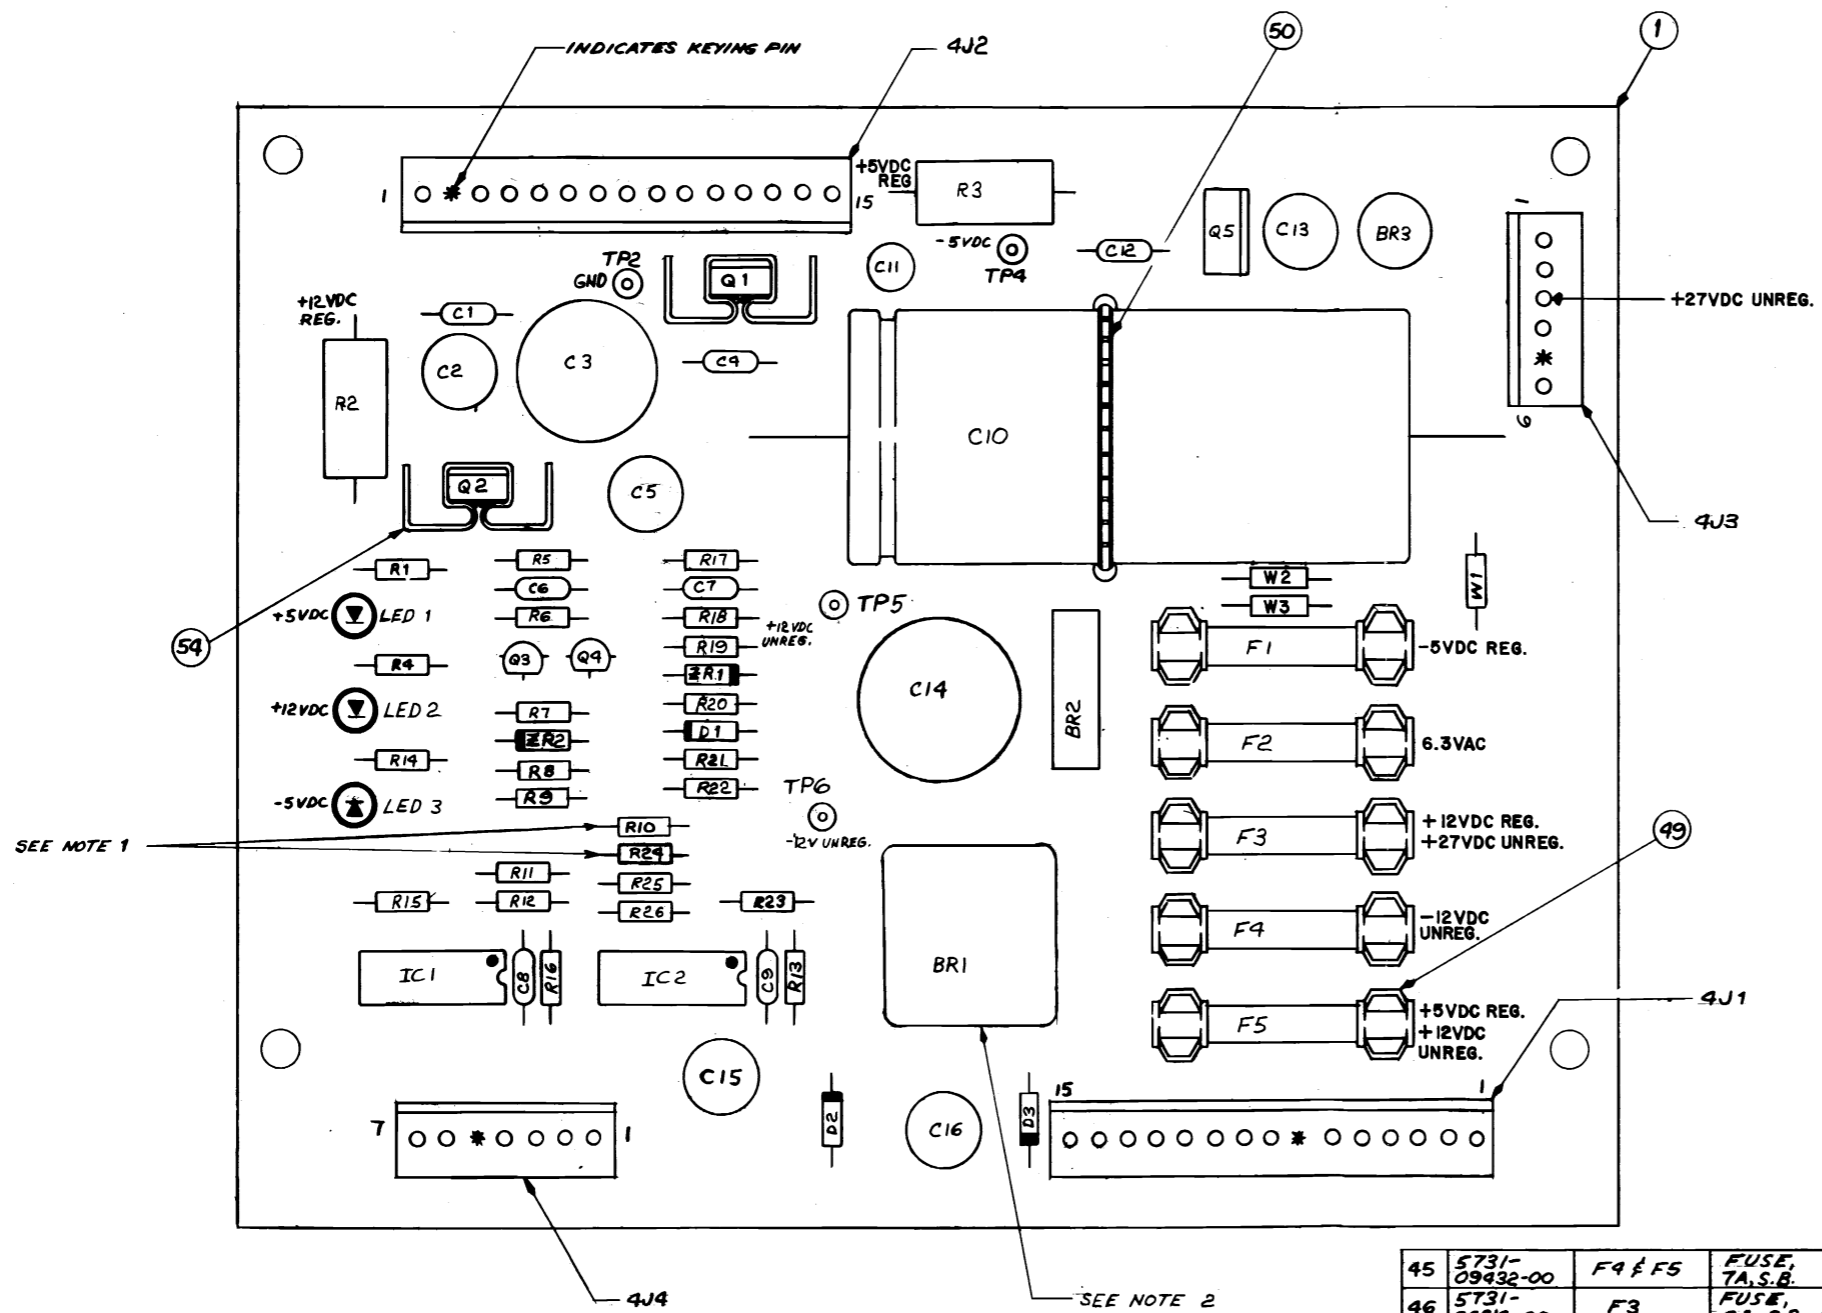 INDICATES KEYING PIN
4J2
50
1
1
15
+5VDC
REG
R3
-5VDC
TP4
C12
Q5
C13
BR3
1
+27VDC UNREG.
6
4J3
TP2
GND
Q1
C11
+12VDC
REG.
C1
C2
C3
C4
R2
C10
Q2
C5
54
R1
R5
R17
C6
C7
+5VDC
LED 1
R6
R18
TP5
+12VDC
UNREG.
R19
R4
Q3
Q4
ZR1
R20
+12VDC
LED 2
R7
D1
ZR2
R14
R21
R8
R22
R9
-5VDC
LED 3
TP6
-12V UNREG.
C14
BR2
W2
W3
W1
F1
-5VDC REG.
F2
6.3VAC
F3
+12VDC REG.
+27VDC UNREG.
49
F4
-12VDC
UNREG.
F5
+5VDC REG.
+12VDC
UNREG.
4J1
SEE NOTE 1
R10
R24
R11
R25
R15
R12
R26
R23
IC1
C8
R16
IC2
C9
R13
BR1
C15
D2
C16
D3
15
1
7
1
4J4
SEE NOTE 2
45
5731-
09432-00
F4 & F5
FUSE,
7A, S.B.
46
5731-
F3
FUSE,